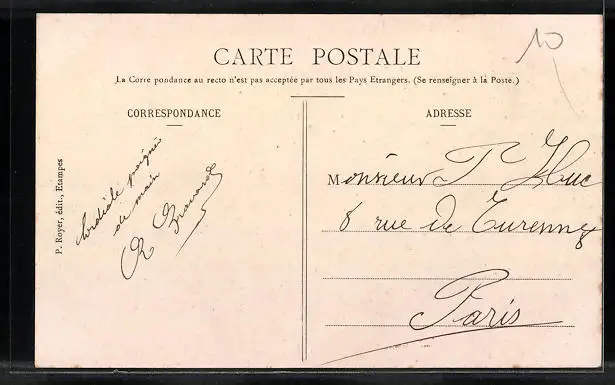 10
CARTE POSTALE
La Corre pondance au recto n'est pas acceptée par tous les Pays Etrangers. (Se renseigner à la Poste.)
CORRESPONDANCE
Cordiale poignée
de main
R
P. Royer, édit., Etampes
ADRESSE
Monsieur P Huc
8 rue de Turenne
Paris